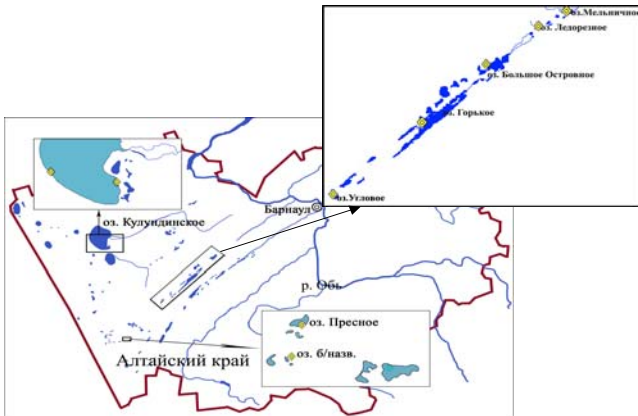 оз.Мельничное
оз. Ледорезное
оз. Большое Островное
оз. Горькое
оз.Угловое
оз. Кулундинское
Барнаул
р. Обь
оз. Пресное
оз. б/назв.
Алтайский край